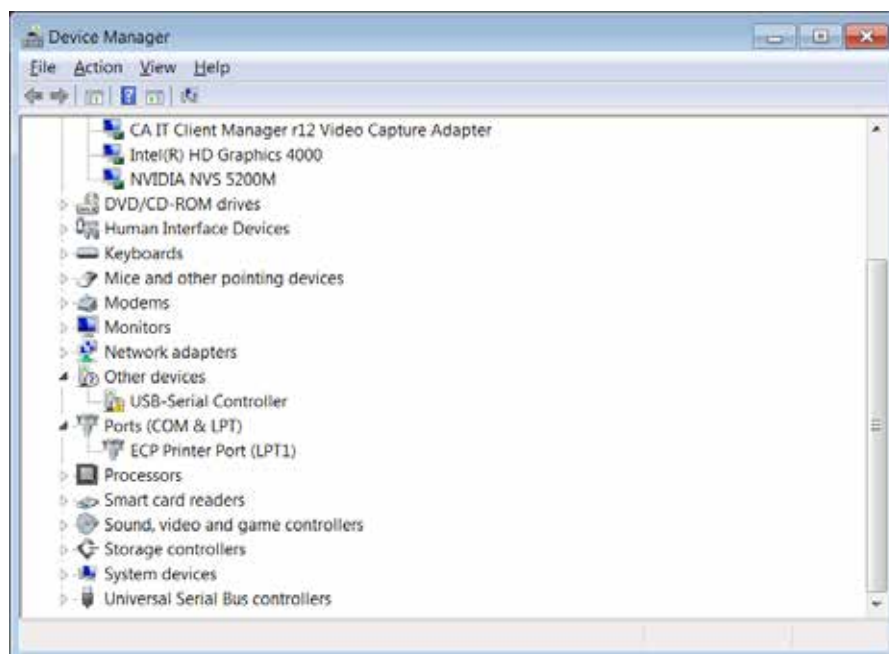 Device Manager
File Action View Help
CA IT Client Manager r12 Video Capture Adapter
Intel(R) HD Graphics 4000
NVIDIA NVS 5200M
DVD/CD-ROM drives
Human Interface Devices
Keyboards
Mice and other pointing devices
Modems
Monitors
Network adapters
Other devices
USB-Serial Controller
Ports (COM & LPT)
ECP Printer Port (LPT1)
Processors
Smart card readers
Sound, video and game controllers
Storage controllers
System devices
Universal Serial Bus controllers